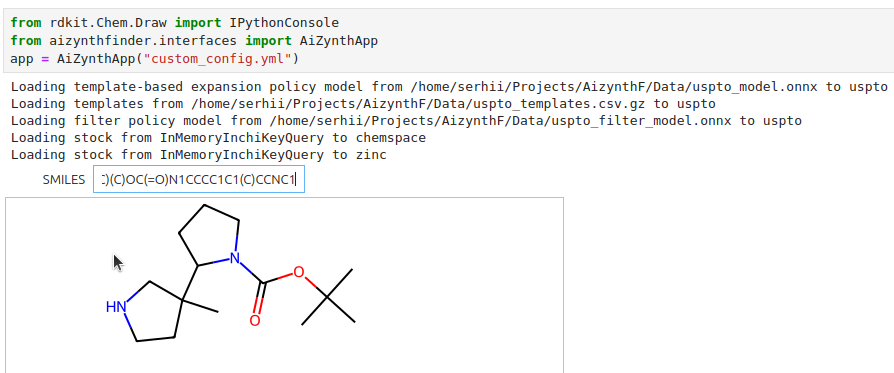 from rdkit.Chem.Draw import IPythonConsole
from aizynthfinder.interfaces import AiZynthApp
app = AiZynthApp("custom_config.yml")
Loading template-based expansion policy model from /home/serhii/Projects/AizynthF/Data/uspto_model.onnx to uspto
Loading templates from /home/serhii/Projects/AizynthF/Data/uspto_templates.csv.gz to uspto
Loading filter policy model from /home/serhii/Projects/AizynthF/Data/uspto_filter_model.onnx to uspto
Loading stock from InMemoryInchiKeyQuery to chemspace
Loading stock from InMemoryInchiKeyQuery to zinc
SMILES )(C)OC(=O)N1CCCC1C1(C)CCNC1
N
O
HN
O